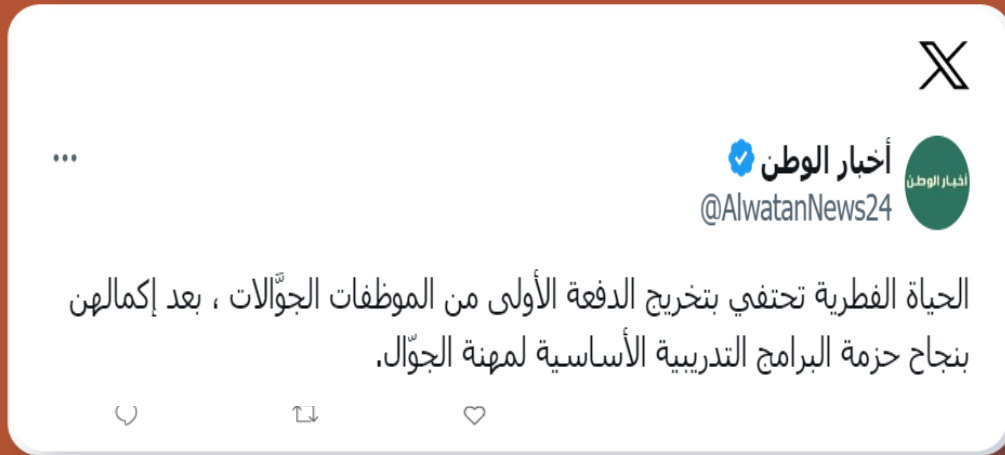 أخبار الوطن
أخبار الوطن
@AlwatanNews24
الحياة الفطرية تحتفي بتخريج الدفعة الأولى من الموظفات الجوَّالات ، بعد إكمالهن
بنجاح حزمة البرامج التدريبية الأساسية لمهنة الجوّال.